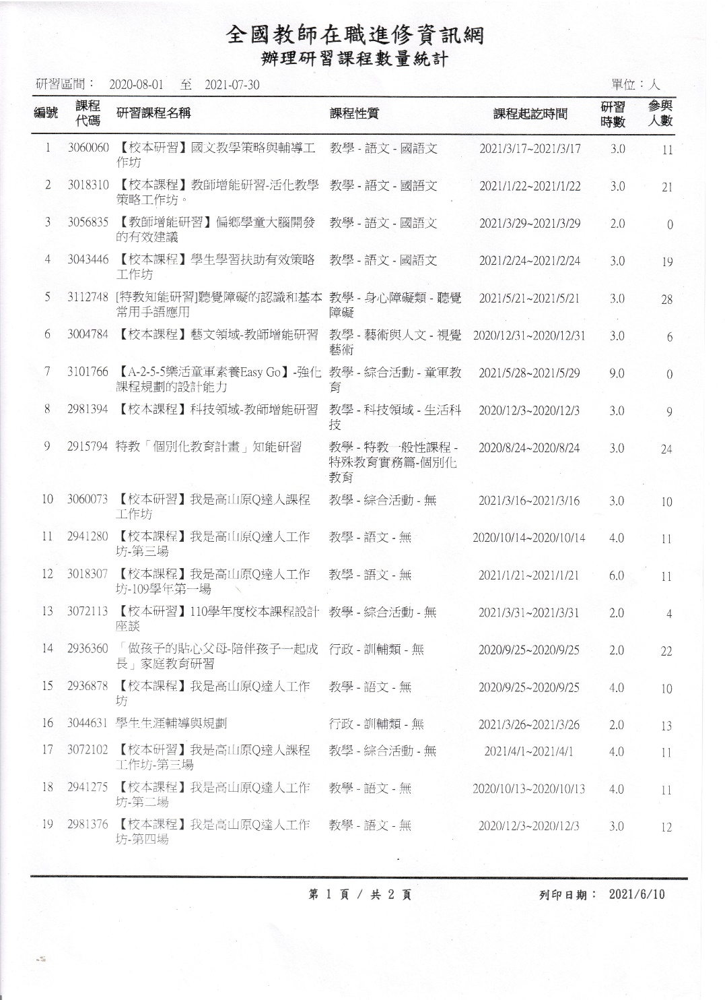 全國教師在職進修資訊網
辦理研習課程數量統計
研習區間： 2020-08-01 至 2021-07-30 單位：人
編號 課程代碼 研習課程名稱 課程性質 課程起訖時間 研習時數 參與人數
1 3060060 【校本研習】國文教學策略與輔導工 教學 - 語文 - 國語文 2021/3/17~2021/3/17 3.0 11
作坊
2 3018310 【校本課程】教師增能研習-活化教學 教學 - 語文 - 國語文 2021/1/22~2021/1/22 3.0 21
策略工作坊。
3 3056835 【教師增能研習】偏鄉學童大腦開發 教學 - 語文 - 國語文 2021/3/29~2021/3/29 2.0 0
的有效建議
4 3043446 【校本課程】學生學習扶助有效策略 教學 - 語文 - 國語文 2021/2/24~2021/2/24 3.0 19
工作坊
5 3112748 [特教知能研習]聽覺障礙的認識和基本 教學 - 身心障礙類 - 聽覺 2021/5/21~2021/5/21 3.0 28
常用手語應用 障礙
6 3004784 【校本課程】藝文領域-教師增能研習 教學 - 藝術與人文 - 視覺 2020/12/31~2020/12/31 3.0 6
藝術
7 3101766 【A-2-5-5樂活童軍素養Easy Go】-強化 教學 - 綜合活動 - 童軍教 2021/5/28~2021/5/29 9.0 0
課程規劃的設計能力 育
8 2981394 【校本課程】科技領域-教師增能研習 教學 - 科技領域 - 生活科 2020/12/3~2020/12/3 3.0 9
技
9 2915794 特教「個別化教育計畫」知能研習 教學 - 特教一般性課程 - 2020/8/24~2020/8/24 3.0 24
特殊教育實務篇-個別化
教育
10 3060073 【校本研習】我是高山原Q達人課程 教學 - 綜合活動 - 無 2021/3/16~2021/3/16 3.0 10
工作坊
11 2941280 【校本課程】我是高山原Q達人工作 教學 - 語文 - 無 2020/10/14~2020/10/14 4.0 11
坊-第三場
12 3018307 【校本課程】我是高山原Q達人工作 教學 - 語文 - 無 2021/1/21~2021/1/21 6.0 11
坊-109學年第一場
13 3072113 【校本研習】110學年度校本課程設計 教學 - 綜合活動 - 無 2021/3/31~2021/3/31 2.0 4
座談
14 2936360 「做孩子的貼心父母-陪伴孩子一起成 行政 - 訓輔類 - 無 2020/9/25~2020/9/25 2.0 22
長」家庭教育研習
15 2936878 【校本課程】我是高山原Q達人工作 教學 - 語文 - 無 2020/9/25~2020/9/25 4.0 10
坊
16 3044631 學生生涯輔導與規劃 行政 - 訓輔類 - 無 2021/3/26~2021/3/26 2.0 13
17 3072102 【校本研習】我是高山原Q達人課程 教學 - 綜合活動 - 無 2021/4/1~2021/4/1 4.0 11
工作坊-第三場
18 2941275 【校本課程】我是高山原Q達人工作 教學 - 語文 - 無 2020/10/13~2020/10/13 4.0 11
坊-第二場
19 2981376 【校本課程】我是高山原Q達人工作 教學 - 語文 - 無 2020/12/3~2020/12/3 3.0 12
坊-第四場
第 1 頁 / 共 2 頁 列印日期： 2021/6/10